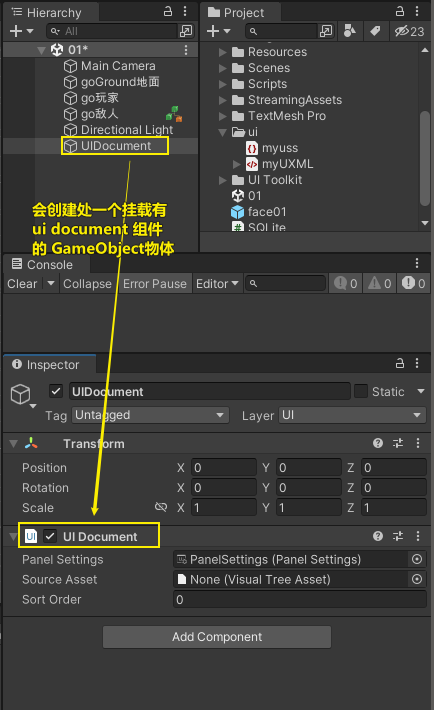 Hierarchy
All
01*
Main Camera
goGround地面
go玩家
go敌人
Directional Light
UIDocument
会创建处一个挂载有
ui document 组件
的 GameObject物体
Project
23
Resources
Scenes
Scripts
StreamingAssets
TextMesh Pro
ui
myuss
myUXML
UI Toolkit
01
face01
SQLite
Console
Clear
Collapse
Error Pause
Editor
0
0
0
Inspector
UIDocument
Static
Tag Untagged
Layer UI
Transform
Position X 0 Y 0 Z 0
Rotation X 0 Y 0 Z 0
Scale X 1 Y 1 Z 1
UI UI Document
Panel Settings PanelSettings (Panel Settings)
Source Asset None (Visual Tree Asset)
Sort Order 0
Add Component